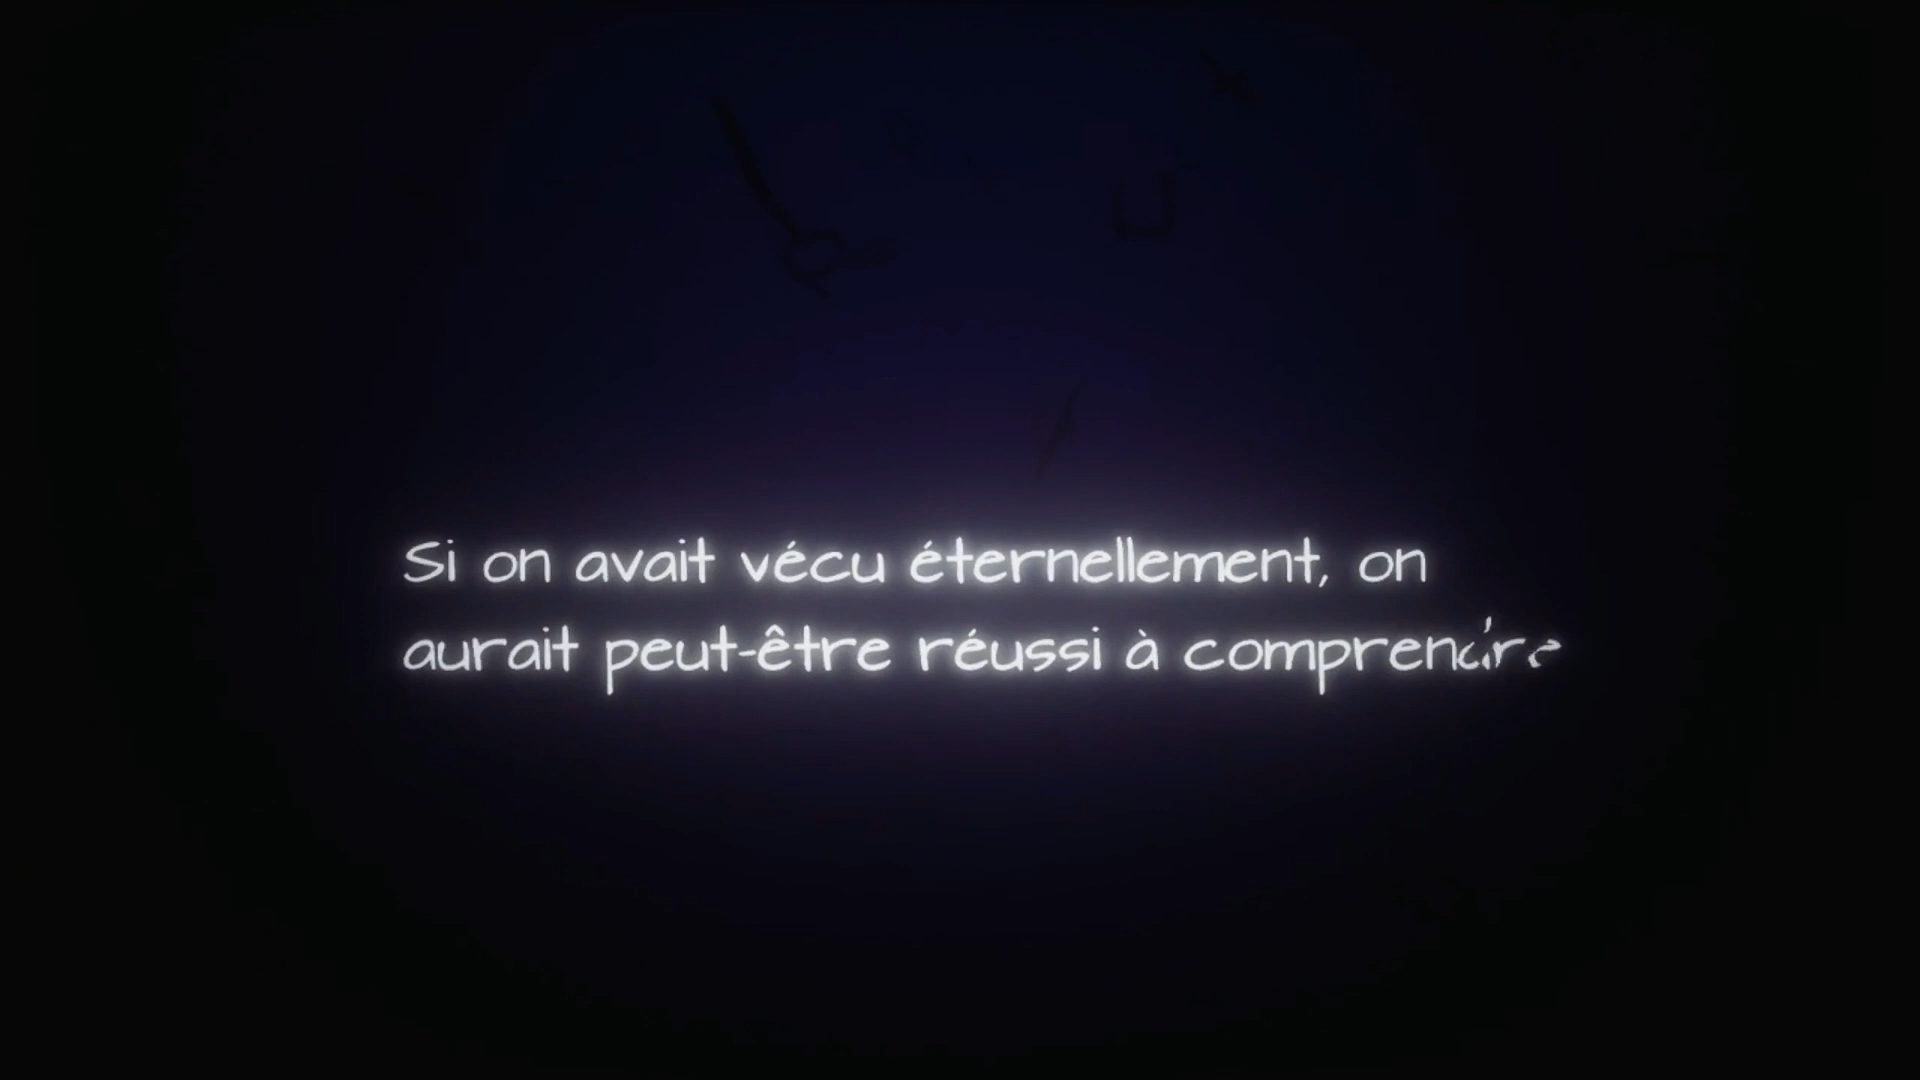 Si on avait vécu éternellement, on
aurait peut-être réussi à comprendre